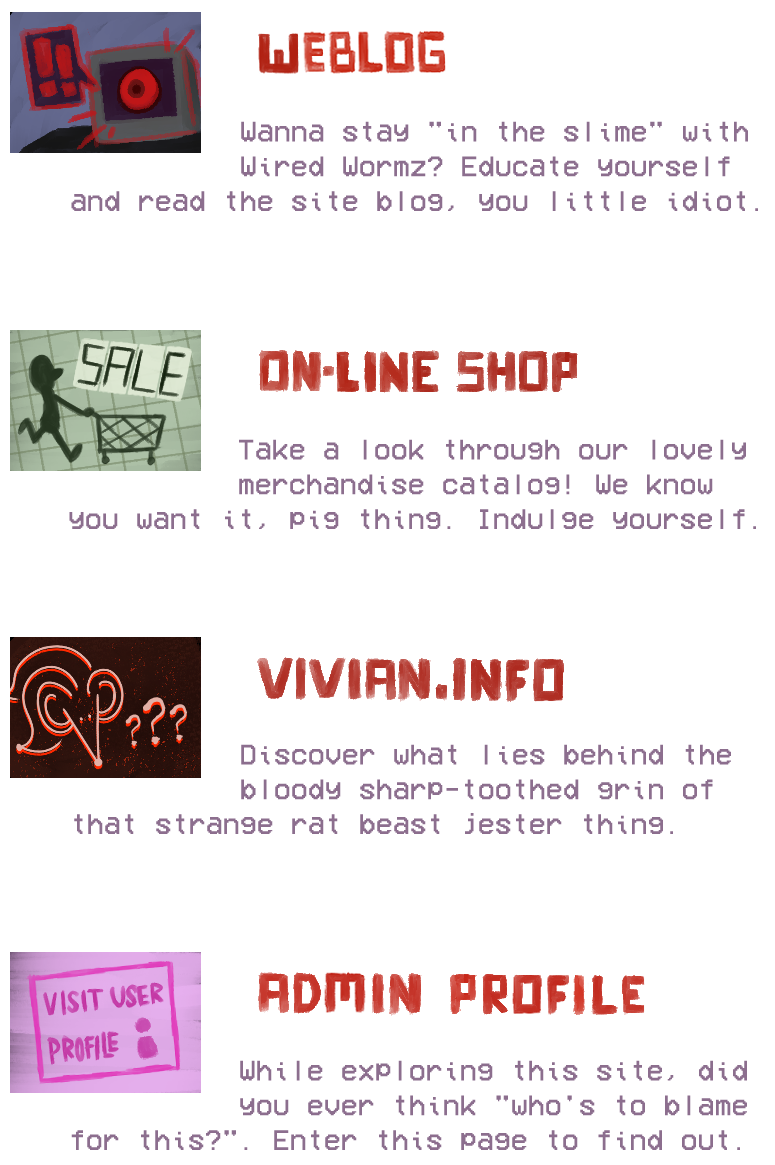 !!
WEBLOG
Wanna stay "in the slime" with
Wired Wormz? Educate yourself
and read the site blog, you little idiot.
SALE
ON-LINE SHOP
Take a look through our lovely
merchandise catalog! We know
you want it, pig thing. Indulge yourself.
???
VIVIAN.INFO
Discover what lies behind the
bloody sharp-toothed grin of
that strange rat beast jester thing.
VISIT USER
PROFILE
ADMIN PROFILE
While exploring this site, did
you ever think "who's to blame
for this?". Enter this page to find out.